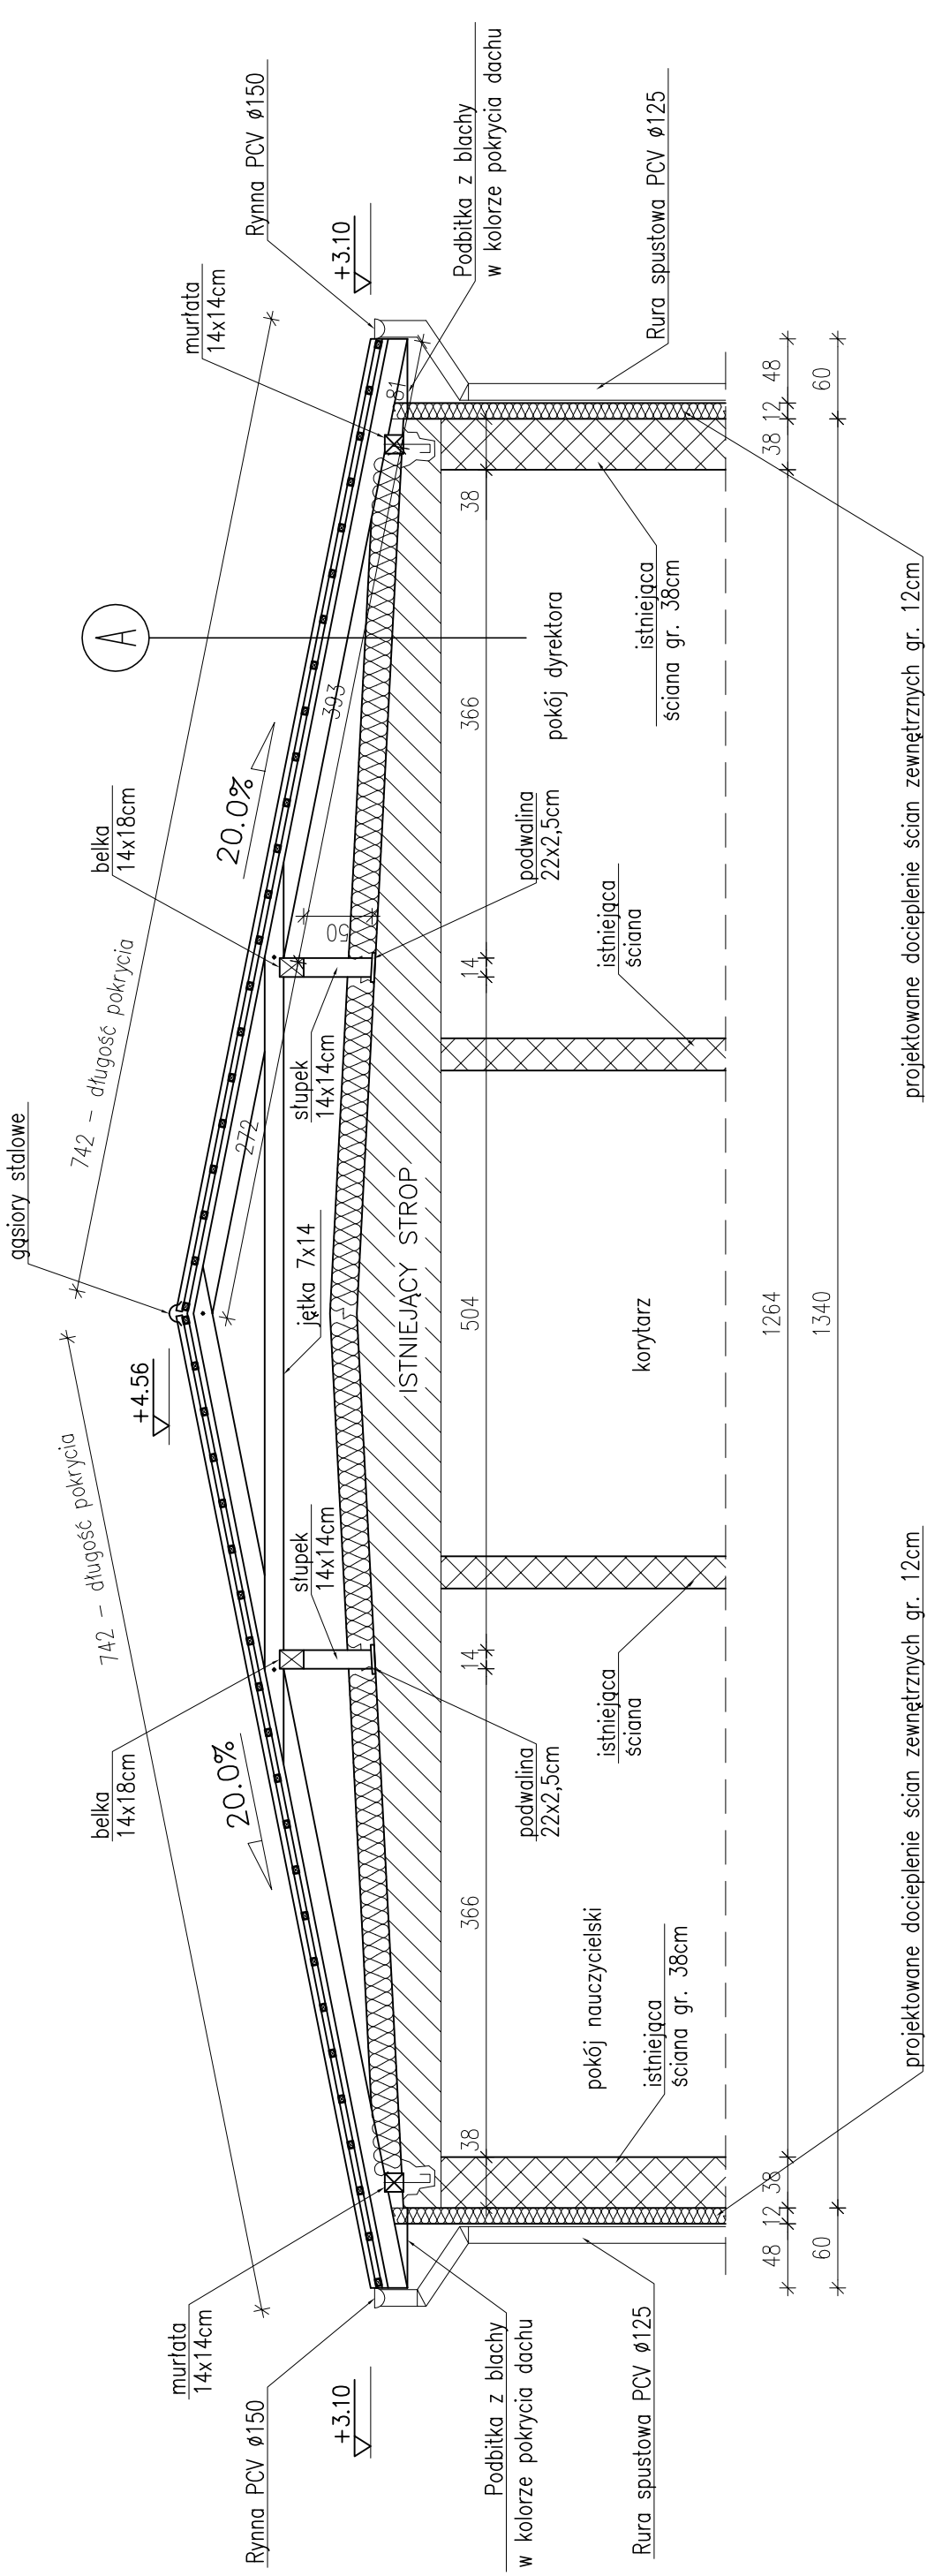 gąsiory stalowe
742 – długość pokrycia
742 – długość pokrycia
+4.56
A
20.0%
20.0%
belka
14x18cm
belka
14x18cm
murłata
14x14cm
murłata
14x14cm
Rynna PCV ø150
Rynna PCV ø150
+3.10
+3.10
słupek
14x14cm
słupek
14x14cm
jętka 7x14
272
393
81
50
ISTNIEJĄCY STROP
Podbitka z blachy
w kolorze pokrycia dachu
Podbitka z blachy
w kolorze pokrycia dachu
38
366
14
504
14
366
38
podwalina
22x2,5cm
podwalina
22x2,5cm
pokój nauczycielski
korytarz
pokój dyrektora
istniejąca
ściana
istniejąca
ściana
istniejąca
ściana gr. 38cm
istniejąca
ściana gr. 38cm
Rura spustowa PCV ø125
Rura spustowa PCV ø125
48
12
38
1264
38
12
48
60
1340
60
projektowane docieplenie ścian zewnętrznych gr. 12cm
projektowane docieplenie ścian zewnętrznych gr. 12cm